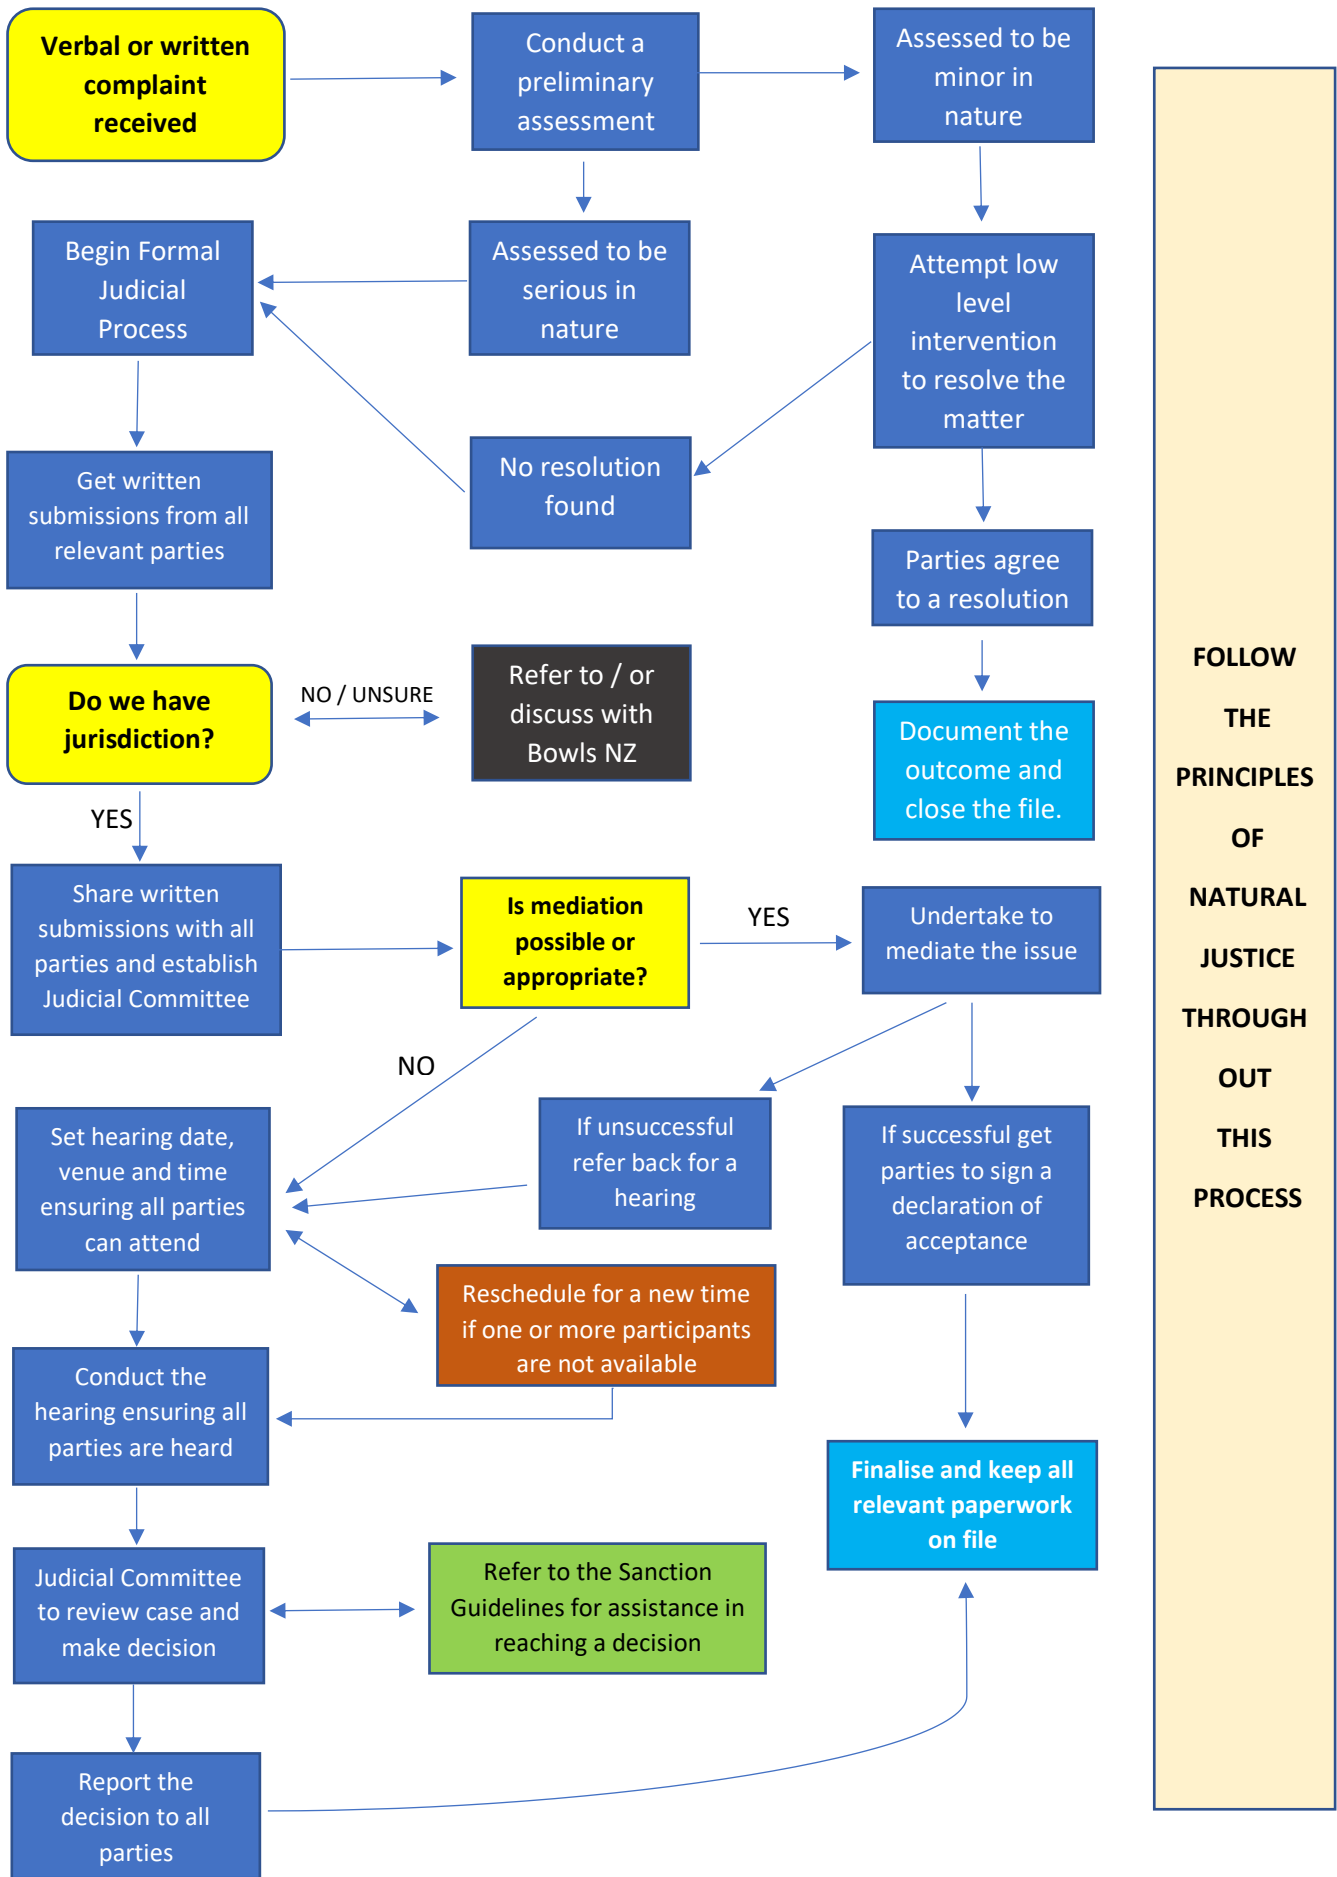 Verbal or written
complaint
received
Conduct a
preliminary
assessment
Assessed to be
minor in
nature
Begin Formal
Judicial
Process
Assessed to be
serious in
nature
Attempt low
level
intervention
to resolve the
matter
Get written
submissions from all
relevant parties
No resolution
found
Parties agree
to a resolution
Do we have
jurisdiction?
NO / UNSURE
Refer to / or
discuss with
Bowls NZ
Document the
outcome and
close the file.
YES
Share written
submissions with all
parties and establish
Judicial Committee
Is mediation
possible or
appropriate?
YES
Undertake to
mediate the issue
NO
Set hearing date,
venue and time
ensuring all parties
can attend
If unsuccessful
refer back for a
hearing
If successful get
parties to sign a
declaration of
acceptance
Reschedule for a new time
if one or more participants
are not available
Conduct the
hearing ensuring all
parties are heard
Finalise and keep all
relevant paperwork
on file
Judicial Committee
to review case and
make decision
Refer to the Sanction
Guidelines for assistance in
reaching a decision
Report the
decision to all
parties
FOLLOW
THE
PRINCIPLES
OF
NATURAL
JUSTICE
THROUGH
OUT
THIS
PROCESS